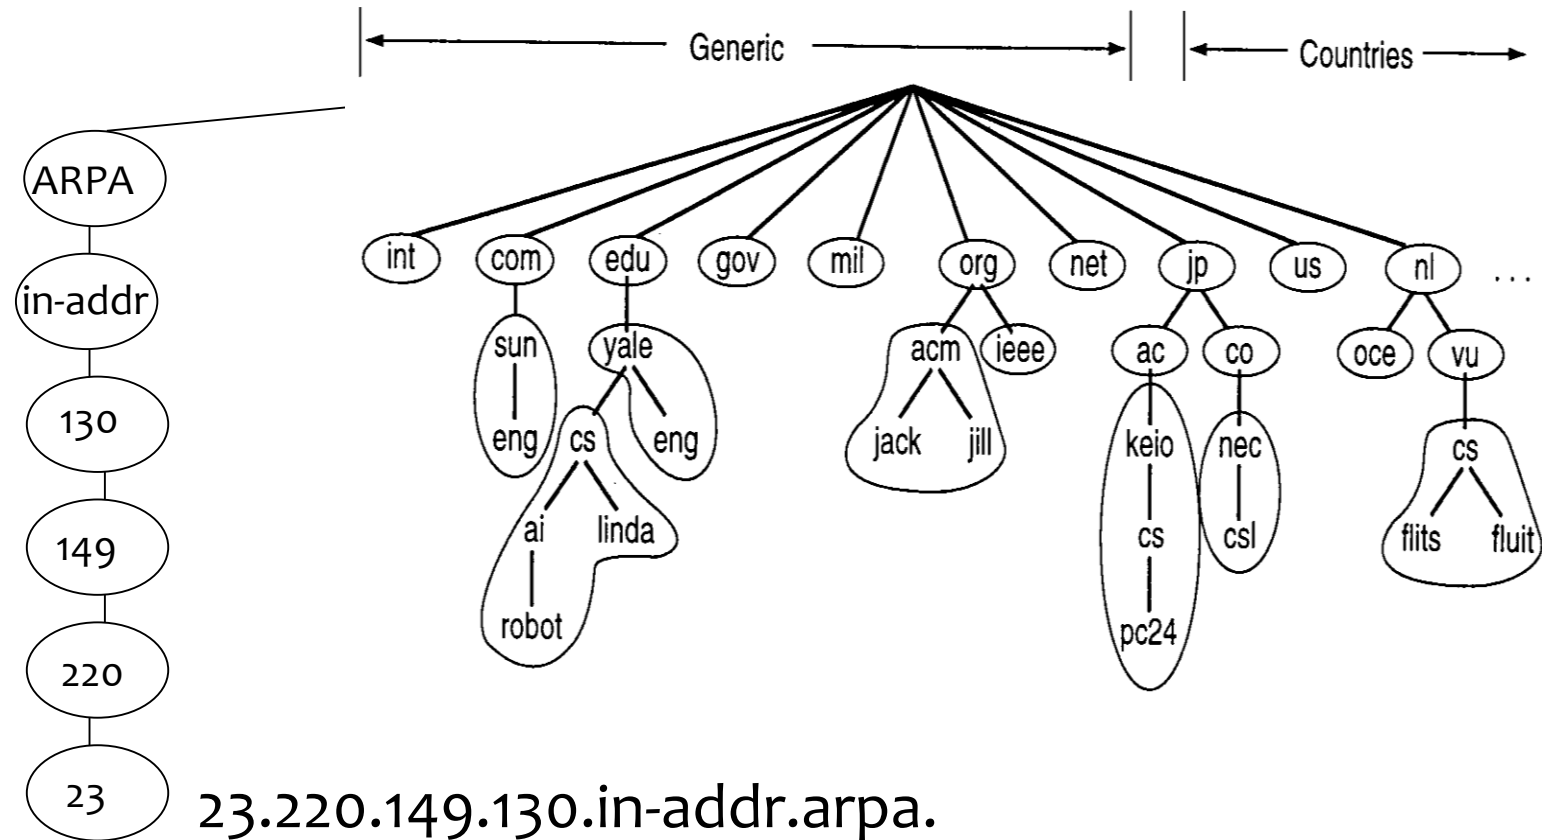 Generic Countries
ARPA
int com edu gov mil org net jp us nl ...
in-addr
sun yale acm ieee ac co oce vu
130
eng cs eng jack jill keio nec cs
149
ai linda cs csl flits fluit
220
robot pc24
23
23.220.149.130.in-addr.arpa.